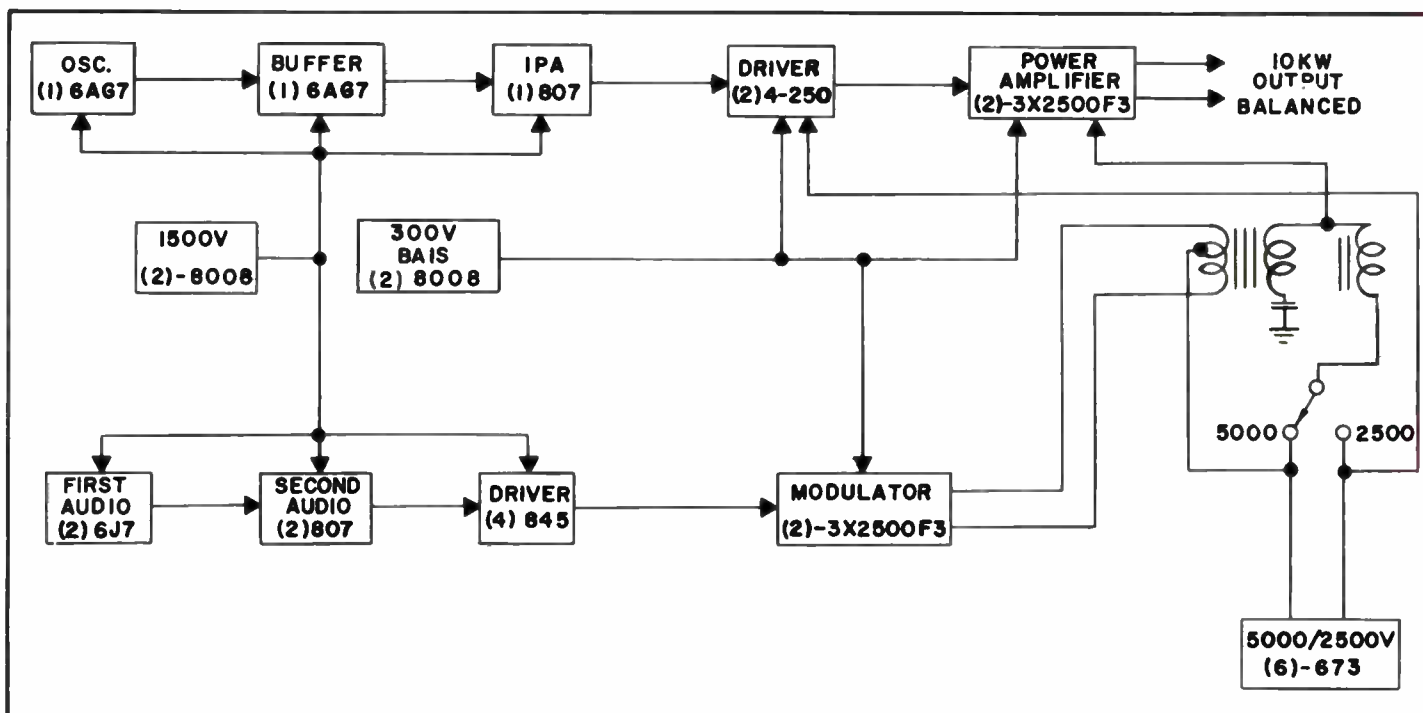 OSC.
(1) 6AG7
BUFFER
(1) 6AG7
IPA
(1) 807
DRIVER
(2) 4-250
POWER
AMPLIFIER
(2)-3X2500F3
10KW
OUTPUT
BALANCED
1500V
(2)-8008
300V
BAIS
(2) 8008
5000
2500
FIRST
AUDIO
(2) 6J7
SECOND
AUDIO
(2) 807
DRIVER
(4) 845
MODULATOR
(2)-3X2500F3
5000/2500V
(6)-673